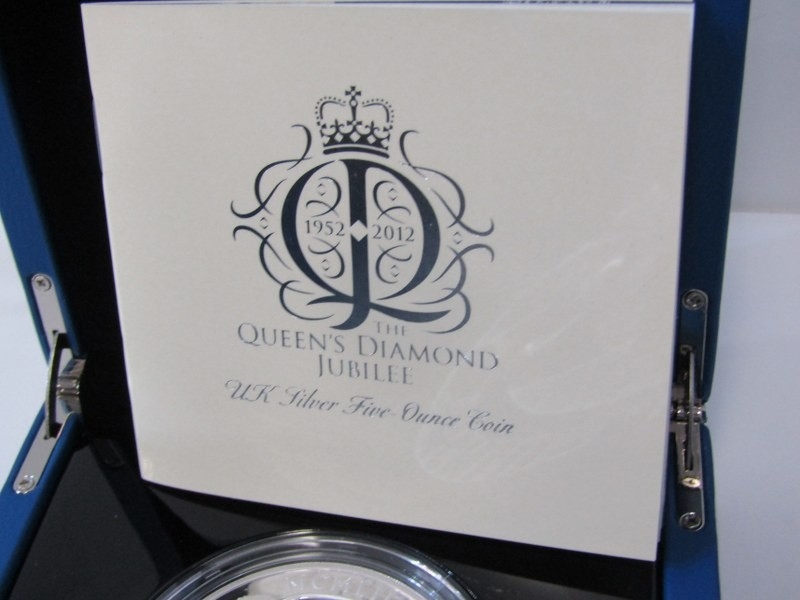 1952 2012
THE
QUEEN'S DIAMOND
JUBILEE
UK Silver Five-Ounce Coin